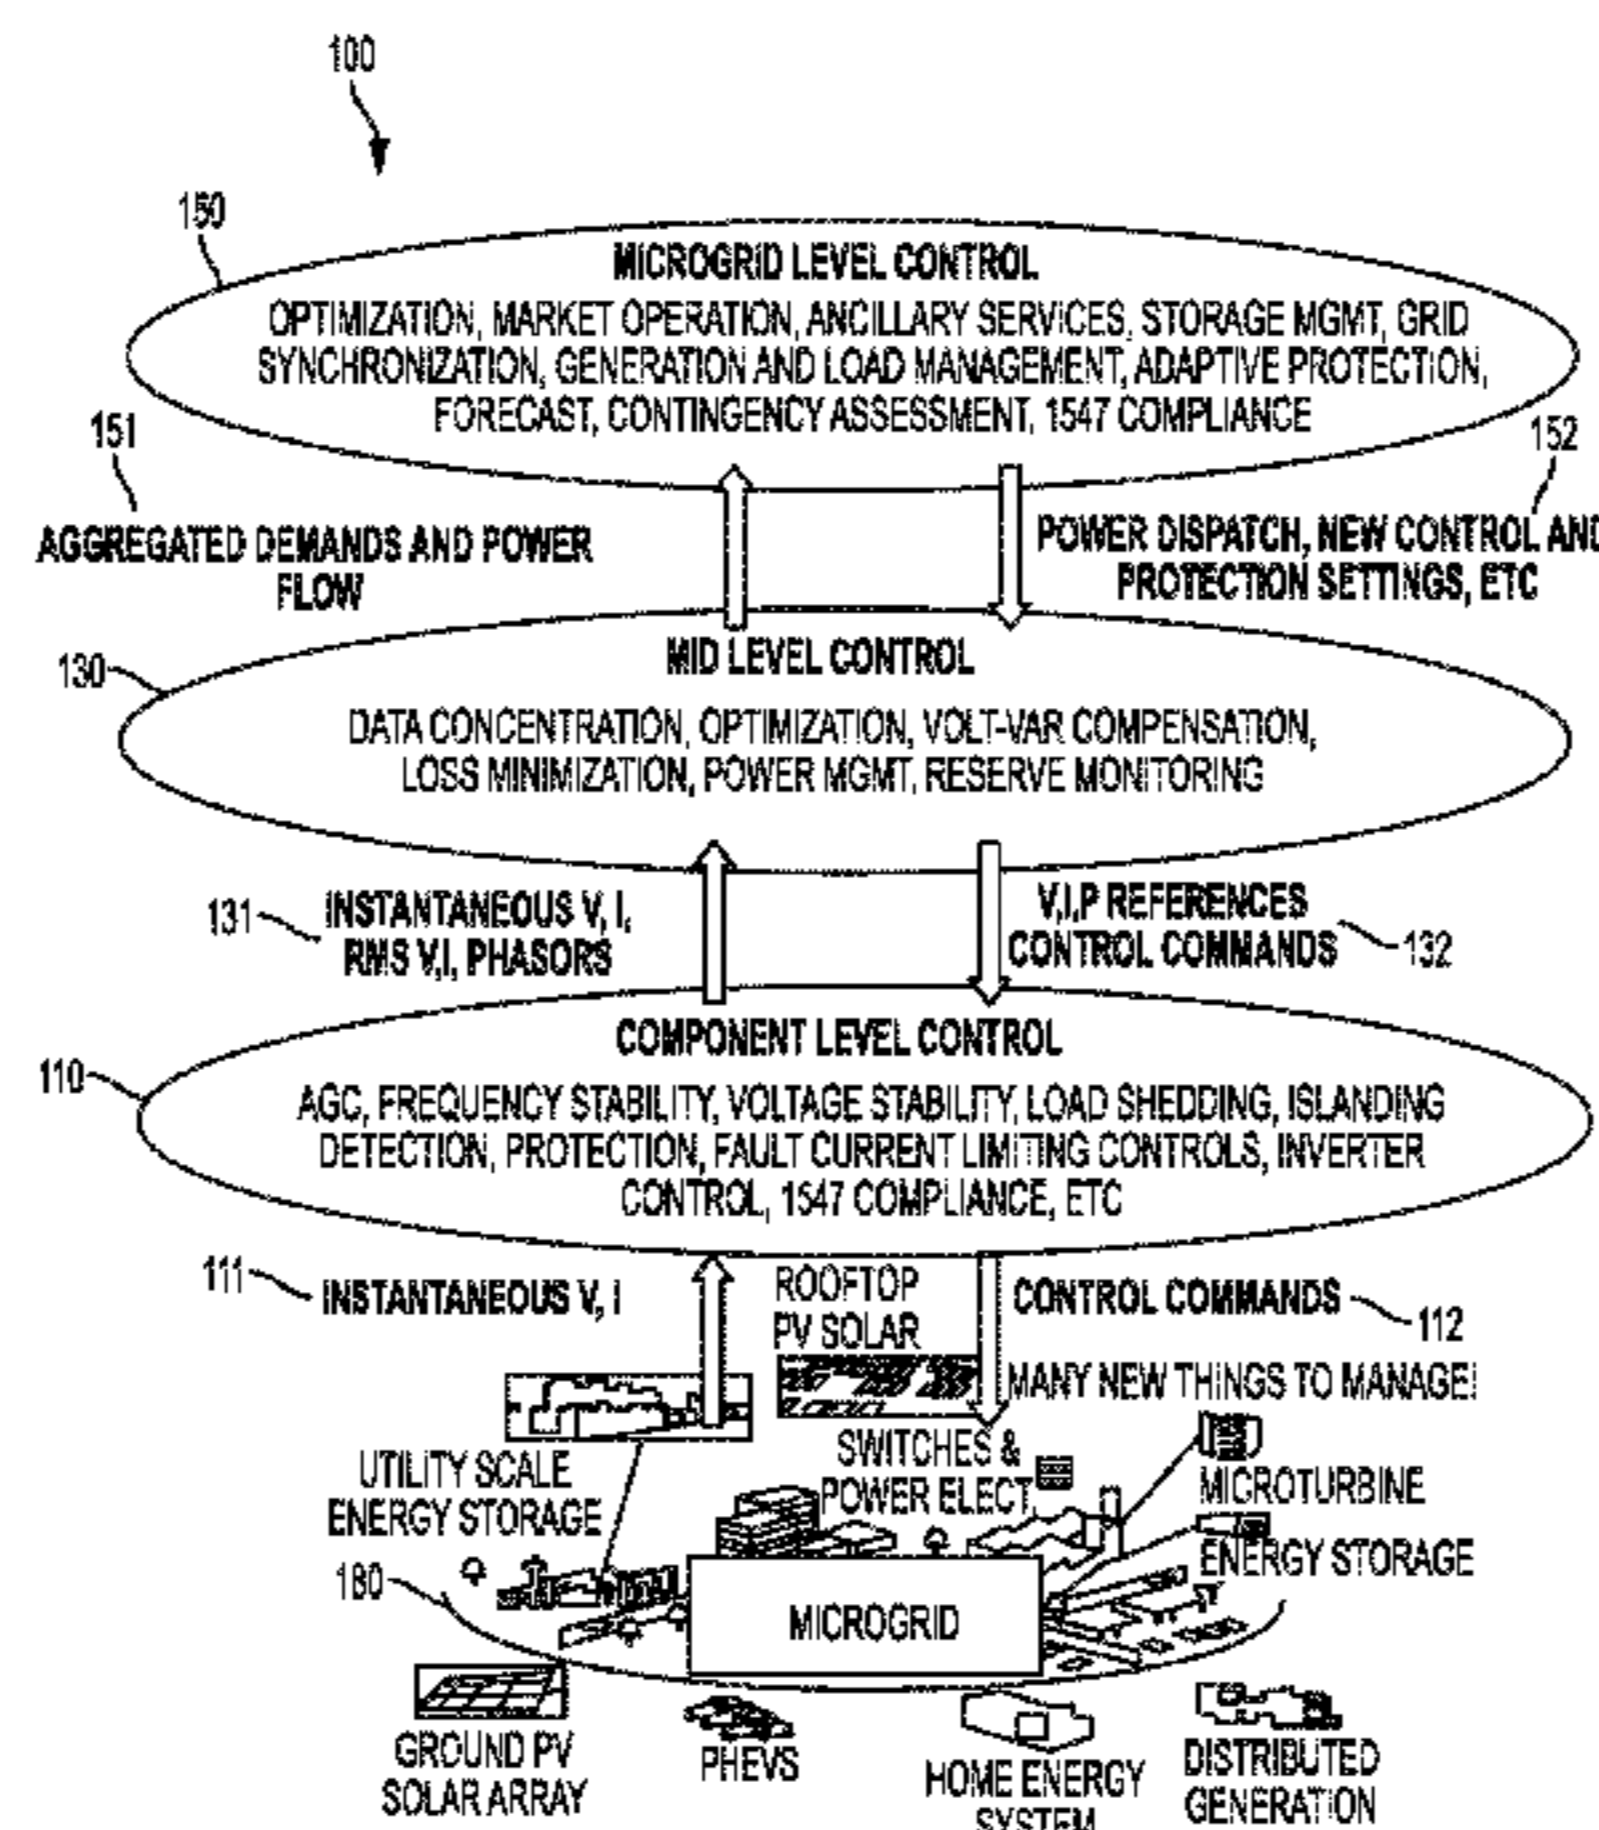 100
150
MICROGRID LEVEL CONTROL
OPTIMIZATION, MARKET OPERATION, ANCILLARY SERVICES, STORAGE MGMT, GRID
SYNCHRONIZATION, GENERATION AND LOAD MANAGEMENT, ADAPTIVE PROTECTION,
FORECAST, CONTINGENCY ASSESSMENT, 1547 COMPLIANCE
151
152
AGGREGATED DEMANDS AND POWER
FLOW
POWER DISPATCH, NEW CONTROL AND
PROTECTION SETTINGS, ETC
130
MID LEVEL CONTROL
DATA CONCENTRATION, OPTIMIZATION, VOLT-VAR COMPENSATION,
LOSS MINIMIZATION, POWER MGMT, RESERVE MONITORING
131
INSTANTANEOUS V, I,
RMS V,I, PHASORS
V,I,P REFERENCES
CONTROL COMMANDS
132
110
COMPONENT LEVEL CONTROL
AGC, FREQUENCY STABILITY, VOLTAGE STABILITY, LOAD SHEDDING, ISLANDING
DETECTION, PROTECTION, FAULT CURRENT LIMITING CONTROLS, INVERTER
CONTROL, 1547 COMPLIANCE, ETC
111
INSTANTANEOUS V, I
ROOFTOP
PV SOLAR
CONTROL COMMANDS
112
MANY NEW THINGS TO MANAGE!
UTILITY SCALE
ENERGY STORAGE
SWITCHES &
POWER ELECT.
MICROTURBINE
ENERGY STORAGE
180
MICROGRID
GROUND PV
SOLAR ARRAY
PHEVS
HOME ENERGY
SYSTEM
DISTRIBUTED
GENERATION